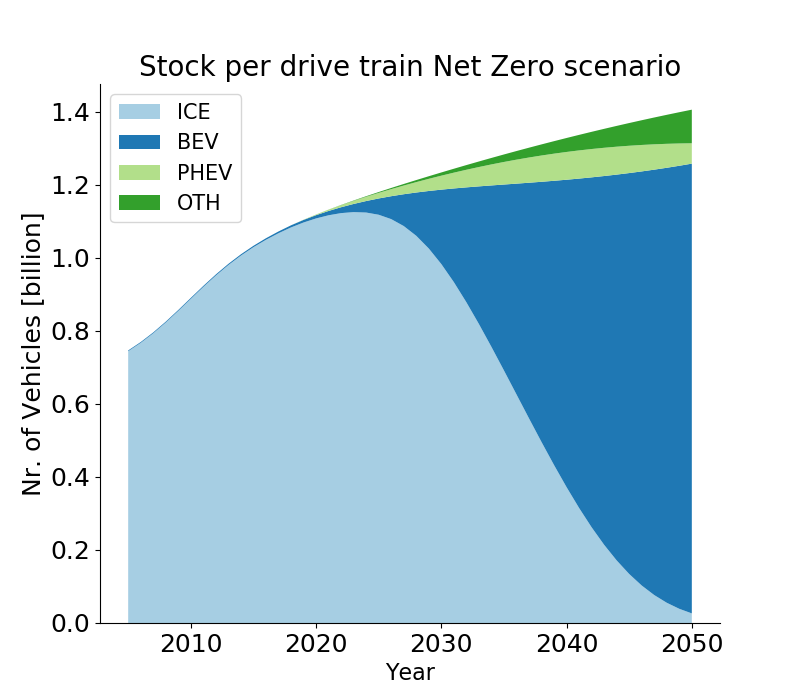 Stock per drive train Net Zero scenario
ICE
BEV
PHEV
OTH
Nr. of Vehicles [billion]
1.4
1.2
1.0
0.8
0.6
0.4
0.2
0.0
2010 2020 2030 2040 2050
Year